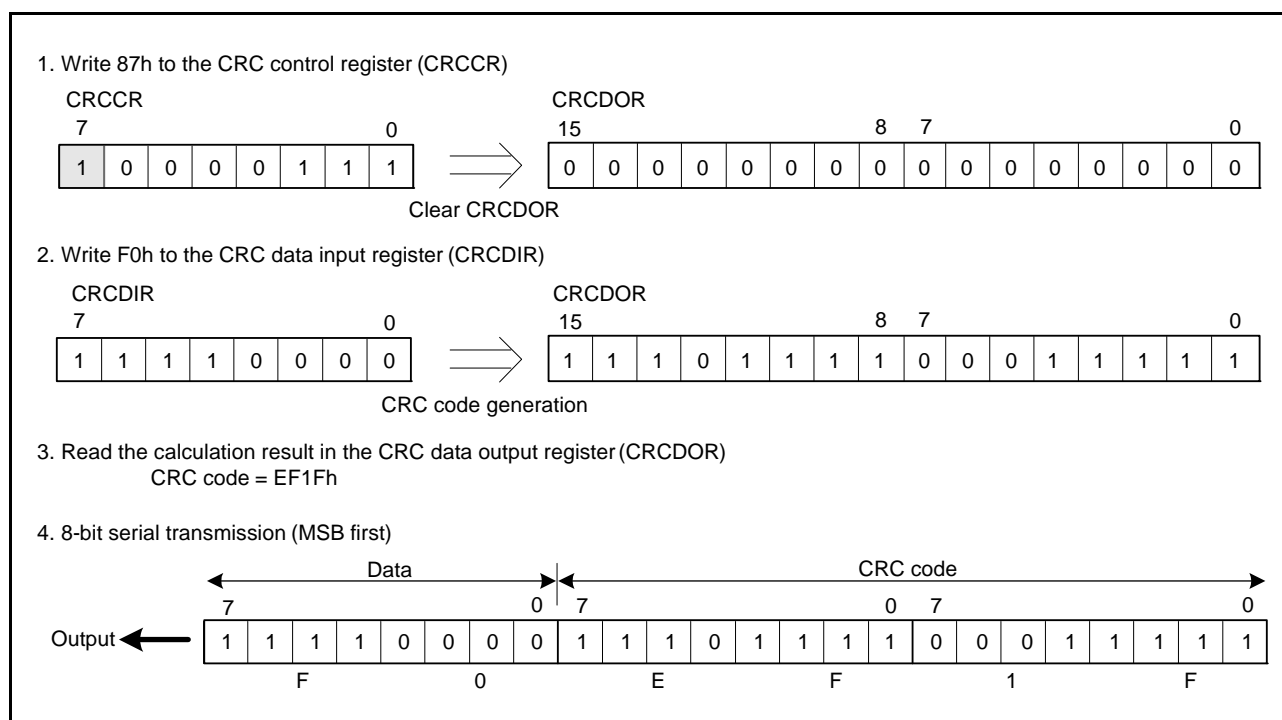 1. Write 87h to the CRC control register (CRCCR)
CRCCR CRCDOR
7 0 15 8 7 0
1 0 0 0 0 1 1 1 0 0 0 0 0 0 0 0 0 0 0 0 0 0 0 0
Clear CRCDOR
2. Write F0h to the CRC data input register (CRCDIR)
CRCDIR CRCDOR
7 0 15 8 7 0
1 1 1 1 0 0 0 0 1 1 1 0 1 1 1 1 0 0 0 1 1 1 1 1
CRC code generation
3. Read the calculation result in the CRC data output register (CRCDOR)
CRC code = EF1Fh
4. 8-bit serial transmission (MSB first)
Data CRC code
7 0 7 0 7 0
Output 1 1 1 1 0 0 0 0 1 1 1 0 1 1 1 1 0 0 0 1 1 1 1 1
F 0 E F 1 F